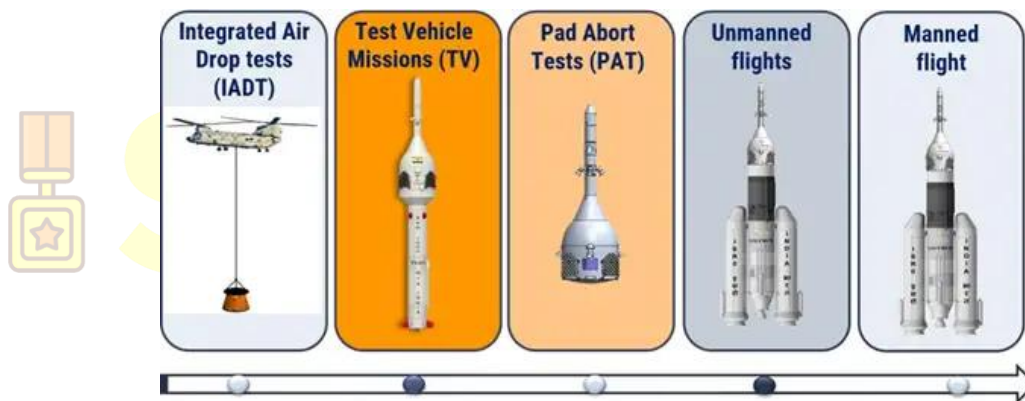 Integrated Air
Drop tests
(IADT)
Test Vehicle
Missions (TV)
Pad Abort
Tests (PAT)
Unmanned
flights
Manned
flight